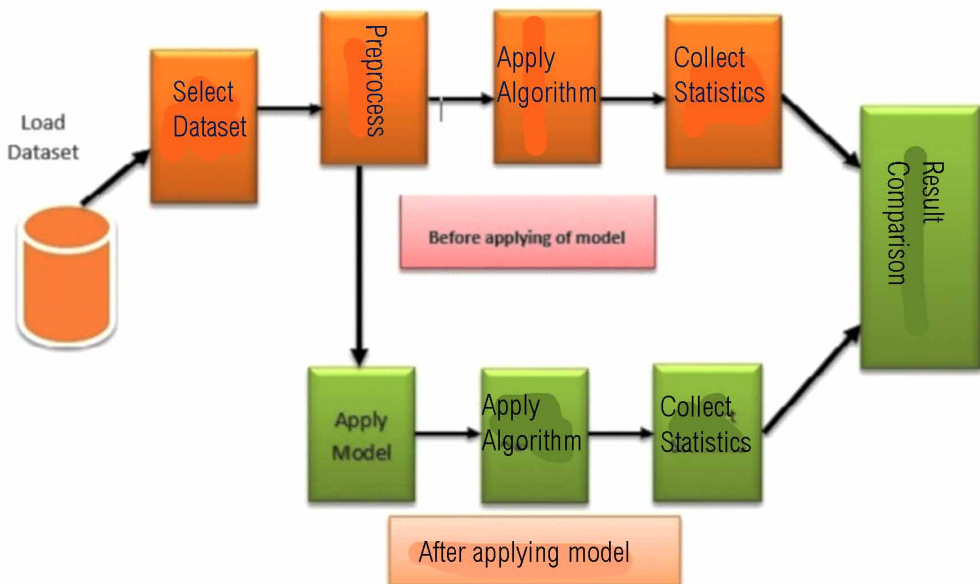 Load
Dataset
Select
Dataset
Preprocess
Apply
Algorithm
Collect
Statistics
Result
Comparison
Before applying of model
Apply
Model
Apply
Algorithm
Collect
Statistics
After applying model